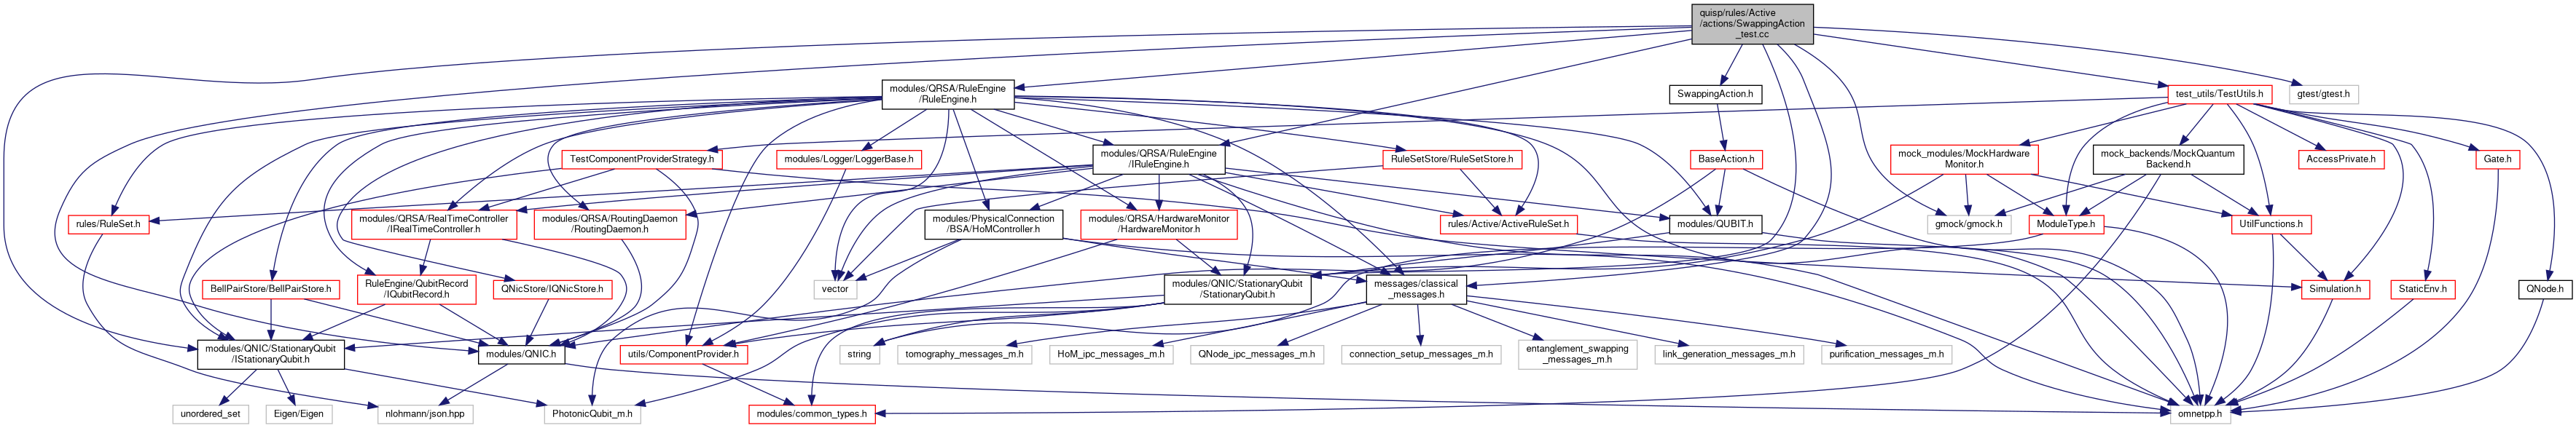 quisp/rules/Active
/actions/SwappingAction
_test.cc
modules/QRSA/RuleEngine
/RuleEngine.h
SwappingAction.h
test_utils/TestUtils.h
gtest/gtest.h
TestComponentProviderStrategy.h
modules/Logger/LoggerBase.h
modules/QRSA/RuleEngine
/IRuleEngine.h
RuleSetStore/RuleSetStore.h
BaseAction.h
mock_modules/MockHardware
Monitor.h
mock_backends/MockQuantum
Backend.h
AccessPrivate.h
Gate.h
rules/RuleSet.h
modules/QRSA/RealTimeController
/IRealTimeController.h
modules/QRSA/RoutingDaemon
/RoutingDaemon.h
modules/PhysicalConnection
/BSA/HoMController.h
modules/QRSA/HardwareMonitor
/HardwareMonitor.h
rules/Active/ActiveRuleSet.h
modules/QUBIT.h
gmock/gmock.h
ModuleType.h
UtilFunctions.h
BellPairStore/BellPairStore.h
RuleEngine/QubitRecord
/IQubitRecord.h
QNicStore/IQNicStore.h
vector
modules/QNIC/StationaryQubit
/StationaryQubit.h
messages/classical
_messages.h
Simulation.h
StaticEnv.h
QNode.h
modules/QNIC/StationaryQubit
/IStationaryQubit.h
modules/QNIC.h
utils/ComponentProvider.h
string
tomography_messages_m.h
HoM_ipc_messages_m.h
QNode_ipc_messages_m.h
connection_setup_messages_m.h
entanglement_swapping
_messages_m.h
link_generation_messages_m.h
purification_messages_m.h
unordered_set
Eigen/Eigen
nlohmann/json.hpp
PhotonicQubit_m.h
modules/common_types.h
omnetpp.h